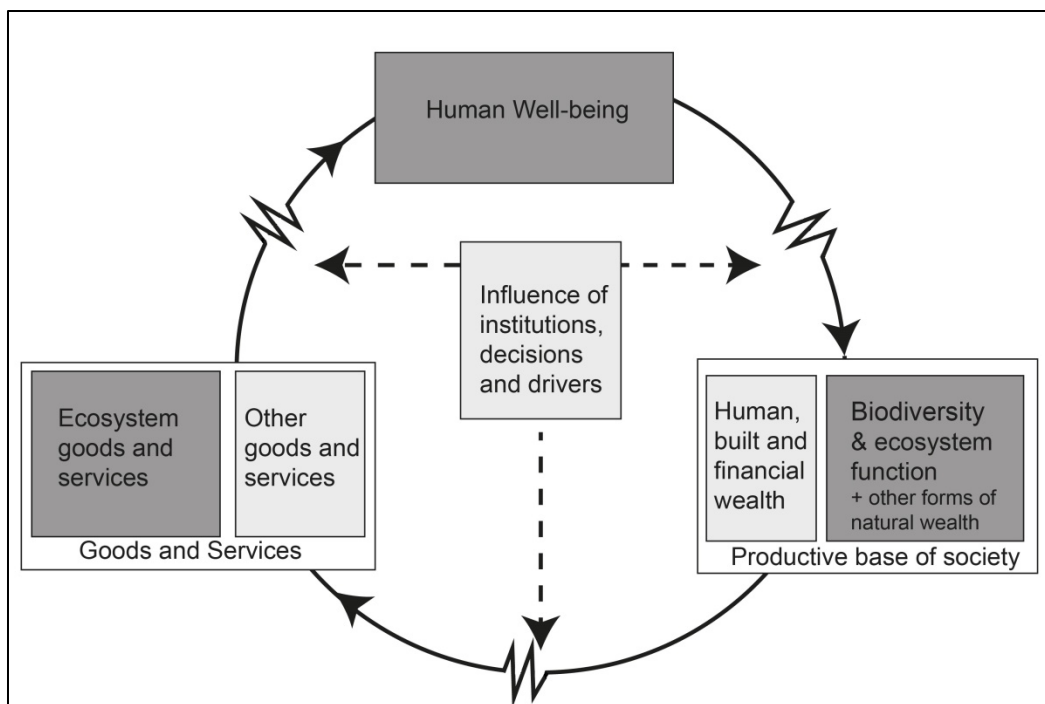 Human Well-being
Influence of
institutions,
decisions
and drivers
Ecosystem
goods and
services
Other
goods and
services
Goods and Services
Human,
built and
financial
wealth
Biodiversity
& ecosystem
function
+ other forms of
natural wealth
Productive base of society